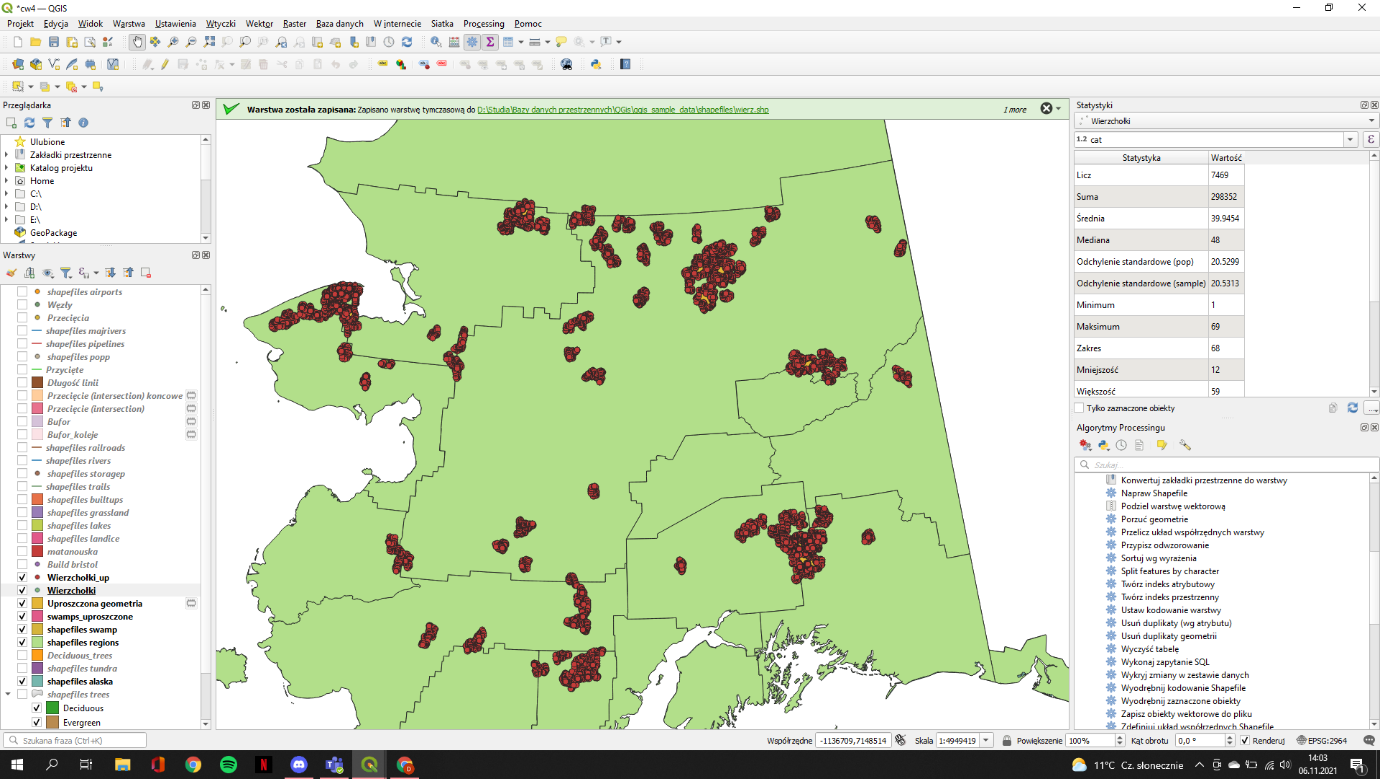 *cw4 — QGIS
Projekt Edycja Widok Warstwa Ustawienia Wtyczki Wektor Raster Baza danych W internecie Siatka Processing Pomoc
Przeglądarka
Ulubione
Zakładki przestrzenne
Katalog projektu
Home
C:\
D:\
E:\
GeoPackage
Warstwy
shapefiles airports
Węzły
Przecięcia
shapefiles majrivers
shapefiles pipelines
shapefiles popp
Przycięte
Długość linii
Przecięcie (intersection) koncowe
Przecięcie (intersection)
Bufor
Bufor_koleje
shapefiles railroads
shapefiles rivers
shapefiles storagep
shapefiles trails
shapefiles builtups
shapefiles grassland
shapefiles lakes
shapefiles landice
matanouska
Build bristol
Wierzchołki_up
Wierzchołki
Uproszczona geometria
swamps_uproszczone
shapefiles swamp
shapefiles regions
Deciduous_trees
shapefiles tundra
shapefiles alaska
shapefiles trees
Deciduous
Evergreen
Szukana fraza (Ctrl+K)
Warstwa została zapisana: Zapisano warstwę tymczasową do D:\Studia\Bazy danych przestrzennych\QGis\qgis_sample_data\shapefiles\wierz.shp
1 more
Statystyki
Wierzchołki
1.2 cat
Statystyka Wartość
Licz 7469
Suma 298352
Średnia 39.9454
Mediana 48
Odchylenie standardowe (pop) 20.5299
Odchylenie standardowe (sample) 20.5313
Minimum 1
Maksimum 69
Zakres 68
Mniejszość 12
Większość 59
Tylko zaznaczone obiekty
Algorytmy Processingu
Szukaj...
Konwertuj zakładki przestrzenne do warstwy
Napraw Shapefile
Podziel warstwę wektorową
Porzuć geometrie
Przelicz układ współrzędnych warstwy
Przypisz odwzorowanie
Sortuj wg wyrażenia
Split features by character
Twórz indeks atrybutowy
Twórz indeks przestrzenny
Ustaw kodowanie warstwy
Usuń duplikaty (wg atrybutu)
Usuń duplikaty geometrii
Wyczyść tabelę
Wykonaj zapytanie SQL
Wykryj zmiany w zestawie danych
Wyodrębnij kodowanie Shapefile
Wyodrębnij zaznaczone obiekty
Zapisz obiekty wektorowe do pliku
Zdefiniuj układ współrzędnych Shapefile
Współrzędne -1136709,7148514 Skala 1:4949419 Powiększenie 100% Kąt obrotu 0,0 ° Renderuj EPSG:2964
11°C Cz. słonecznie
14:03
06.11.2021